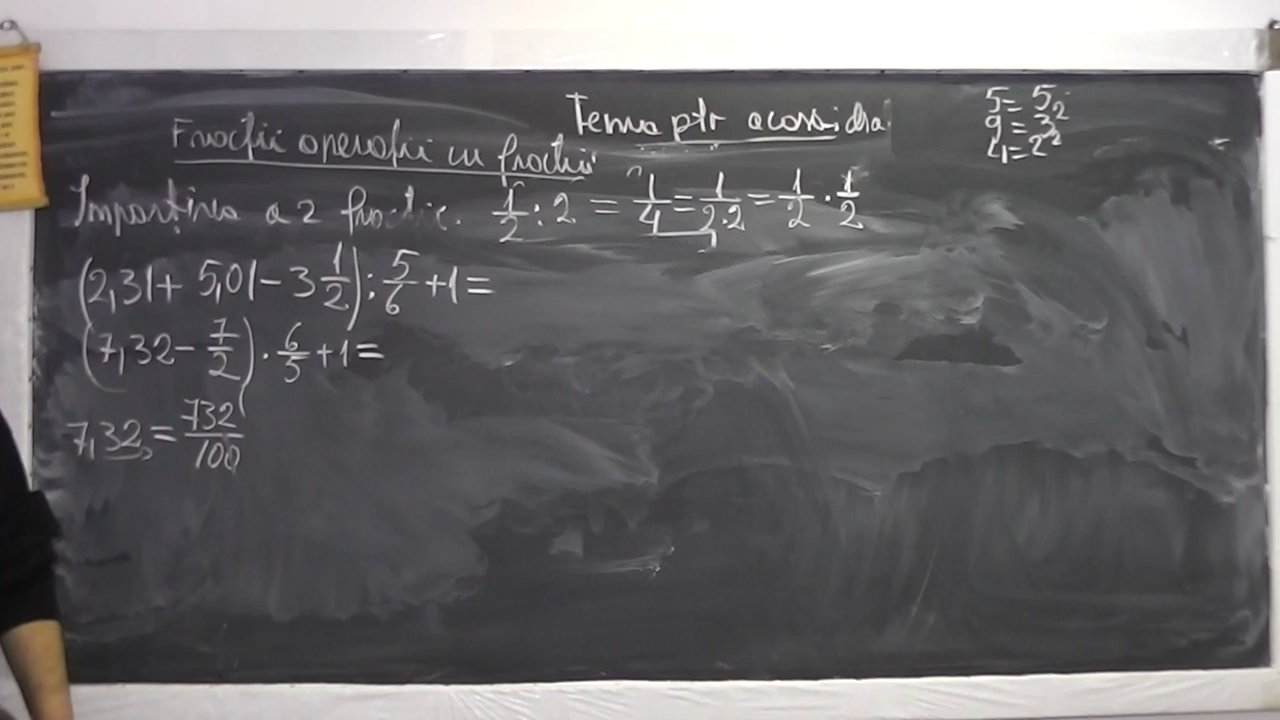 Tema ptr acasă
Fracții operații cu fracții
5 = 5
9 = 3²
4 = 2²
Împărțirea a 2 fracții. 1/2 : 2 = 1/4 = 1/2·2 = 1/2 · 1/2
(2,31 + 5,01 - 3 1/2) : 5/6 + 1 =
(7,32 - 7/2) · 6/5 + 1 =
7,32 = 732/100